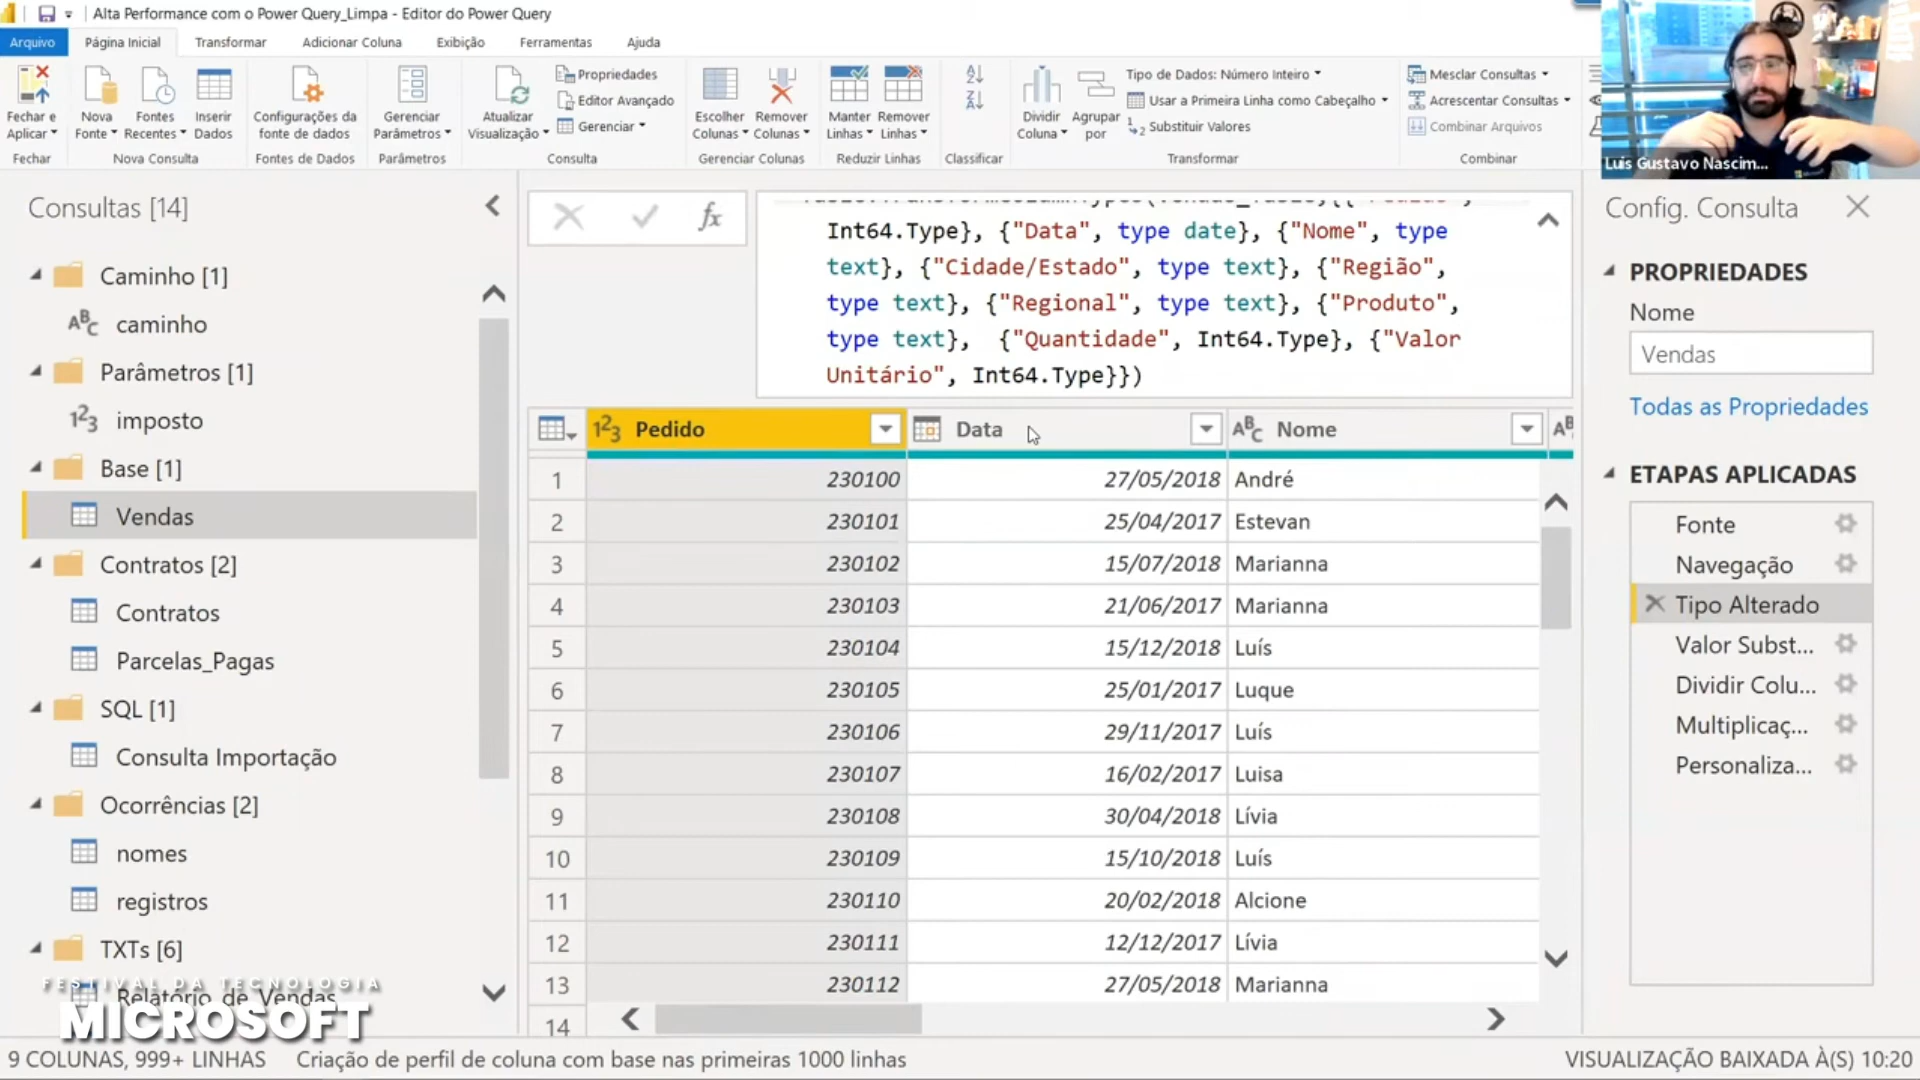 Alta Performance com o Power Query_Limpa - Editor do Power Query
Arquivo
Página Inicial
Transformar
Adicionar Coluna
Exibição
Ferramentas
Ajuda
Fechar e Aplicar
Nova Fonte
Fontes Recentes
Inserir Dados
Configurações da fonte de dados
Gerenciar Parâmetros
Atualizar Visualização
Propriedades
Editor Avançado
Gerenciar
Escolher Colunas
Remover Colunas
Manter Linhas
Remover Linhas
Dividir Coluna
Agrupar por
Tipo de Dados: Número Inteiro
Usar a Primeira Linha como Cabeçalho
Substituir Valores
Mesclar Consultas
Acrescentar Consultas
Combinar Arquivos
Fechar
Nova Consulta
Fontes de Dados
Parâmetros
Consulta
Gerenciar Colunas
Reduzir Linhas
Classificar
Transformar
Combinar
Luis Gustavo Nascim...
Consultas [14]
Caminho [1]
caminho
Parâmetros [1]
imposto
Base [1]
Vendas
Contratos [2]
Contratos
Parcelas_Pagas
SQL [1]
Consulta Importação
Ocorrências [2]
nomes
registros
TXTs [6]
Relatório_de_Vendas
FESTIVAL DA TECNOLOGIA
MICROSOFT
fx
Int64.Type}, {"Data", type date}, {"Nome", type
text}, {"Cidade/Estado", type text}, {"Região",
type text}, {"Regional", type text}, {"Produto",
type text}, {"Quantidade", Int64.Type}, {"Valor
Unitário", Int64.Type}})
Pedido Data Nome
1 230100 27/05/2018 André
2 230101 25/04/2017 Estevan
3 230102 15/07/2018 Marianna
4 230103 21/06/2017 Marianna
5 230104 15/12/2018 Luís
6 230105 25/01/2017 Luque
7 230106 29/11/2017 Luís
8 230107 16/02/2017 Luisa
9 230108 30/04/2018 Lívia
10 230109 15/10/2018 Luís
11 230110 20/02/2018 Alcione
12 230111 12/12/2017 Lívia
13 230112 27/05/2018 Marianna
14
Config. Consulta
PROPRIEDADES
Nome
Vendas
Todas as Propriedades
ETAPAS APLICADAS
Fonte
Navegação
Tipo Alterado
Valor Subst...
Dividir Colu...
Multiplicaç...
Personaliza...
9 COLUNAS, 999+ LINHAS
Criação de perfil de coluna com base nas primeiras 1000 linhas
VISUALIZAÇÃO BAIXADA À(S) 10:20